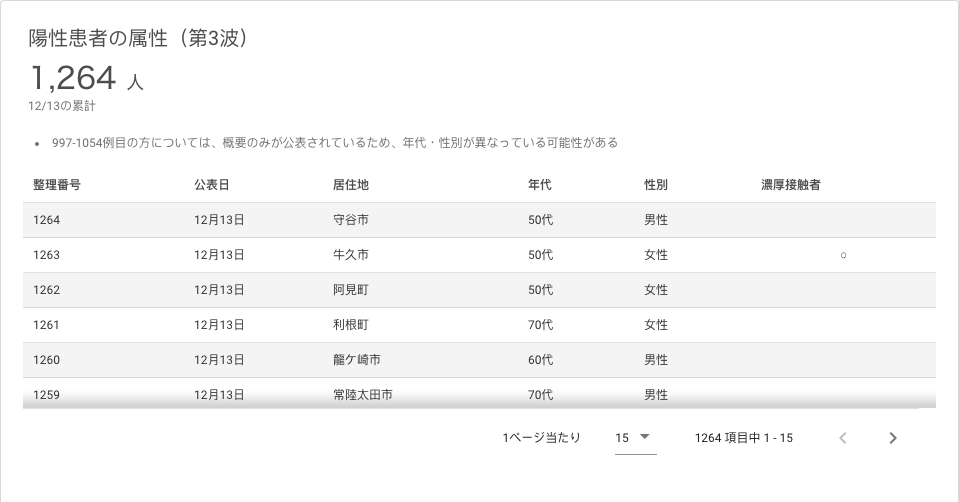 陽性患者の属性（第3波）
1,264 人
12/13の累計
• 997-1054例目の方については、概要のみが公表されているため、年代・性別が異なっている可能性がある
整理番号 公表日 居住地 年代 性別 濃厚接触者
1264 12月13日 守谷市 50代 男性
1263 12月13日 牛久市 50代 女性 ○
1262 12月13日 阿見町 50代 女性
1261 12月13日 利根町 70代 女性
1260 12月13日 龍ケ崎市 60代 男性
1259 12月13日 常陸太田市 70代 男性
1ページ当たり 15 1264 項目中 1 - 15